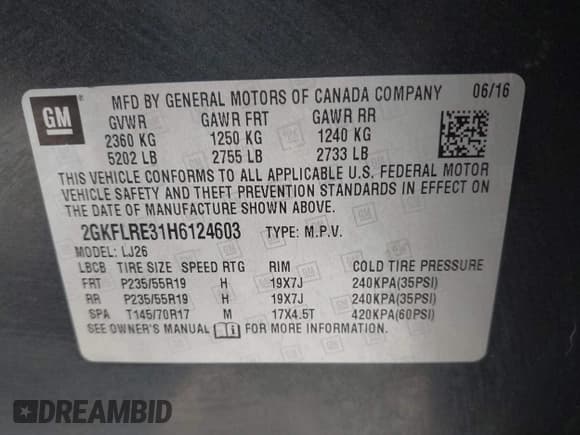 GM
MFD BY GENERAL MOTORS OF CANADA COMPANY 06/16
GVWR GAWR FRT GAWR RR
2360 KG 1250 KG 1240 KG
5202 LB 2755 LB 2733 LB
THIS VEHICLE CONFORMS TO ALL APPLICABLE U.S. FEDERAL MOTOR
VEHICLE SAFETY AND THEFT PREVENTION STANDARDS IN EFFECT ON
THE DATE OF MANUFACTURE SHOWN ABOVE.
2GKFLRE31H6124603 TYPE: M.P.V.
MODEL: LJ26
LBCB TIRE SIZE SPEED RTG RIM COLD TIRE PRESSURE
FRT P235/55R19 H 19X7J 240KPA(35PSI)
RR P235/55R19 H 19X7J 240KPA(35PSI)
SPA T145/70R17 M 17X4.5T 420KPA(60PSI)
SEE OWNER'S MANUAL FOR MORE INFORMATION.
DREAMBID